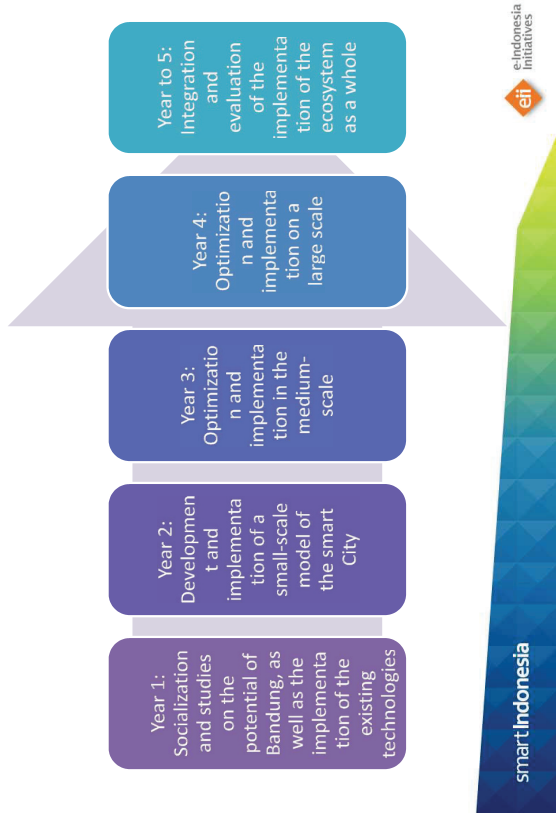 Year 1:
Socialization
and studies
on the
potential of
Bandung, as
well as the
implementa
tion of the
existing
technologies
Year 2:
Developmen
t and
implementa
tion of a
small-scale
model of
the smart
City
Year 3:
Optimizatio
n and
implementa
tion in the
medium-
scale
Year 4:
Optimizatio
n and
implementa
tion on a
large scale
Year to 5:
Integration
and
evaluation
of the
implementa
tion of the
ecosystem
as a whole
smartIndonesia
eii
e-Indonesia
Initiatives